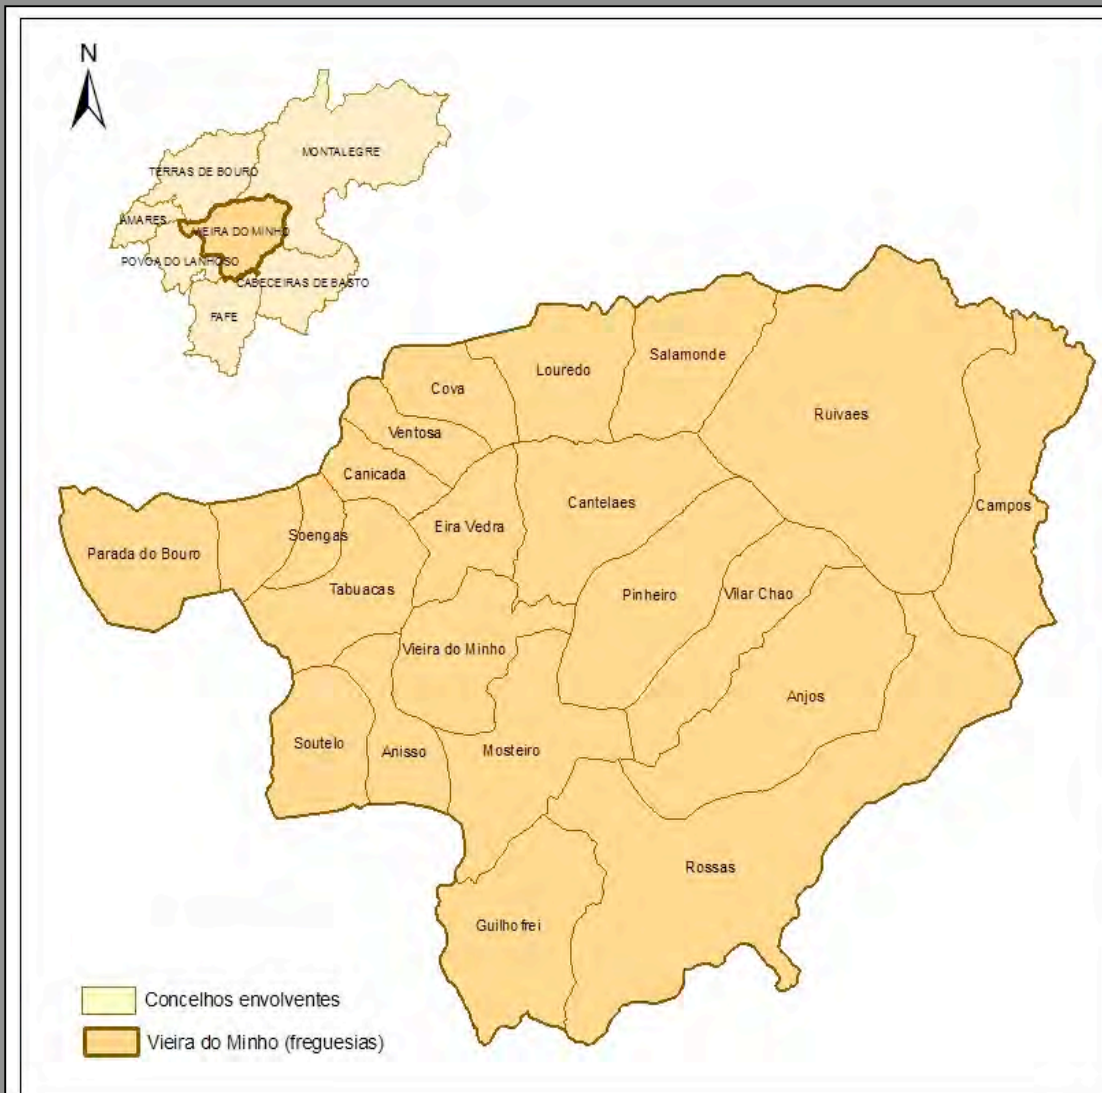 N
MONTALEGRE
TERRAS DE BOURO
AMARES
VIEIRA DO MINHO
POVOA DO LANHOSO
CABECEIRAS DE BASTO
FAFE
Salamonde
Louredo
Cova
Ruivaes
Ventosa
Canicada
Cantelaes
Campos
Eira Vedra
Soengas
Parada do Bouro
Tabuacas
Pinheiro
Vilar Chao
Vieira do Minho
Anjos
Soutelo
Anisso
Mosteiro
Rossas
Guilhofrei
Concelhos envolventes
Vieira do Minho (freguesias)